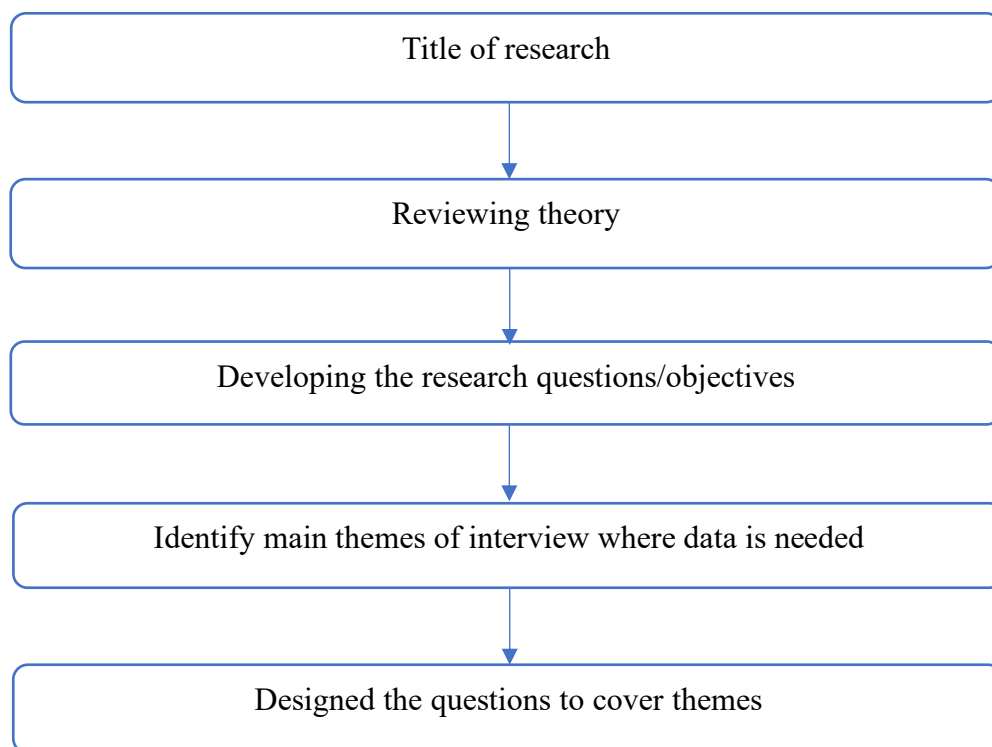 Title of research
Reviewing theory
Developing the research questions/objectives
Identify main themes of interview where data is needed
Designed the questions to cover themes